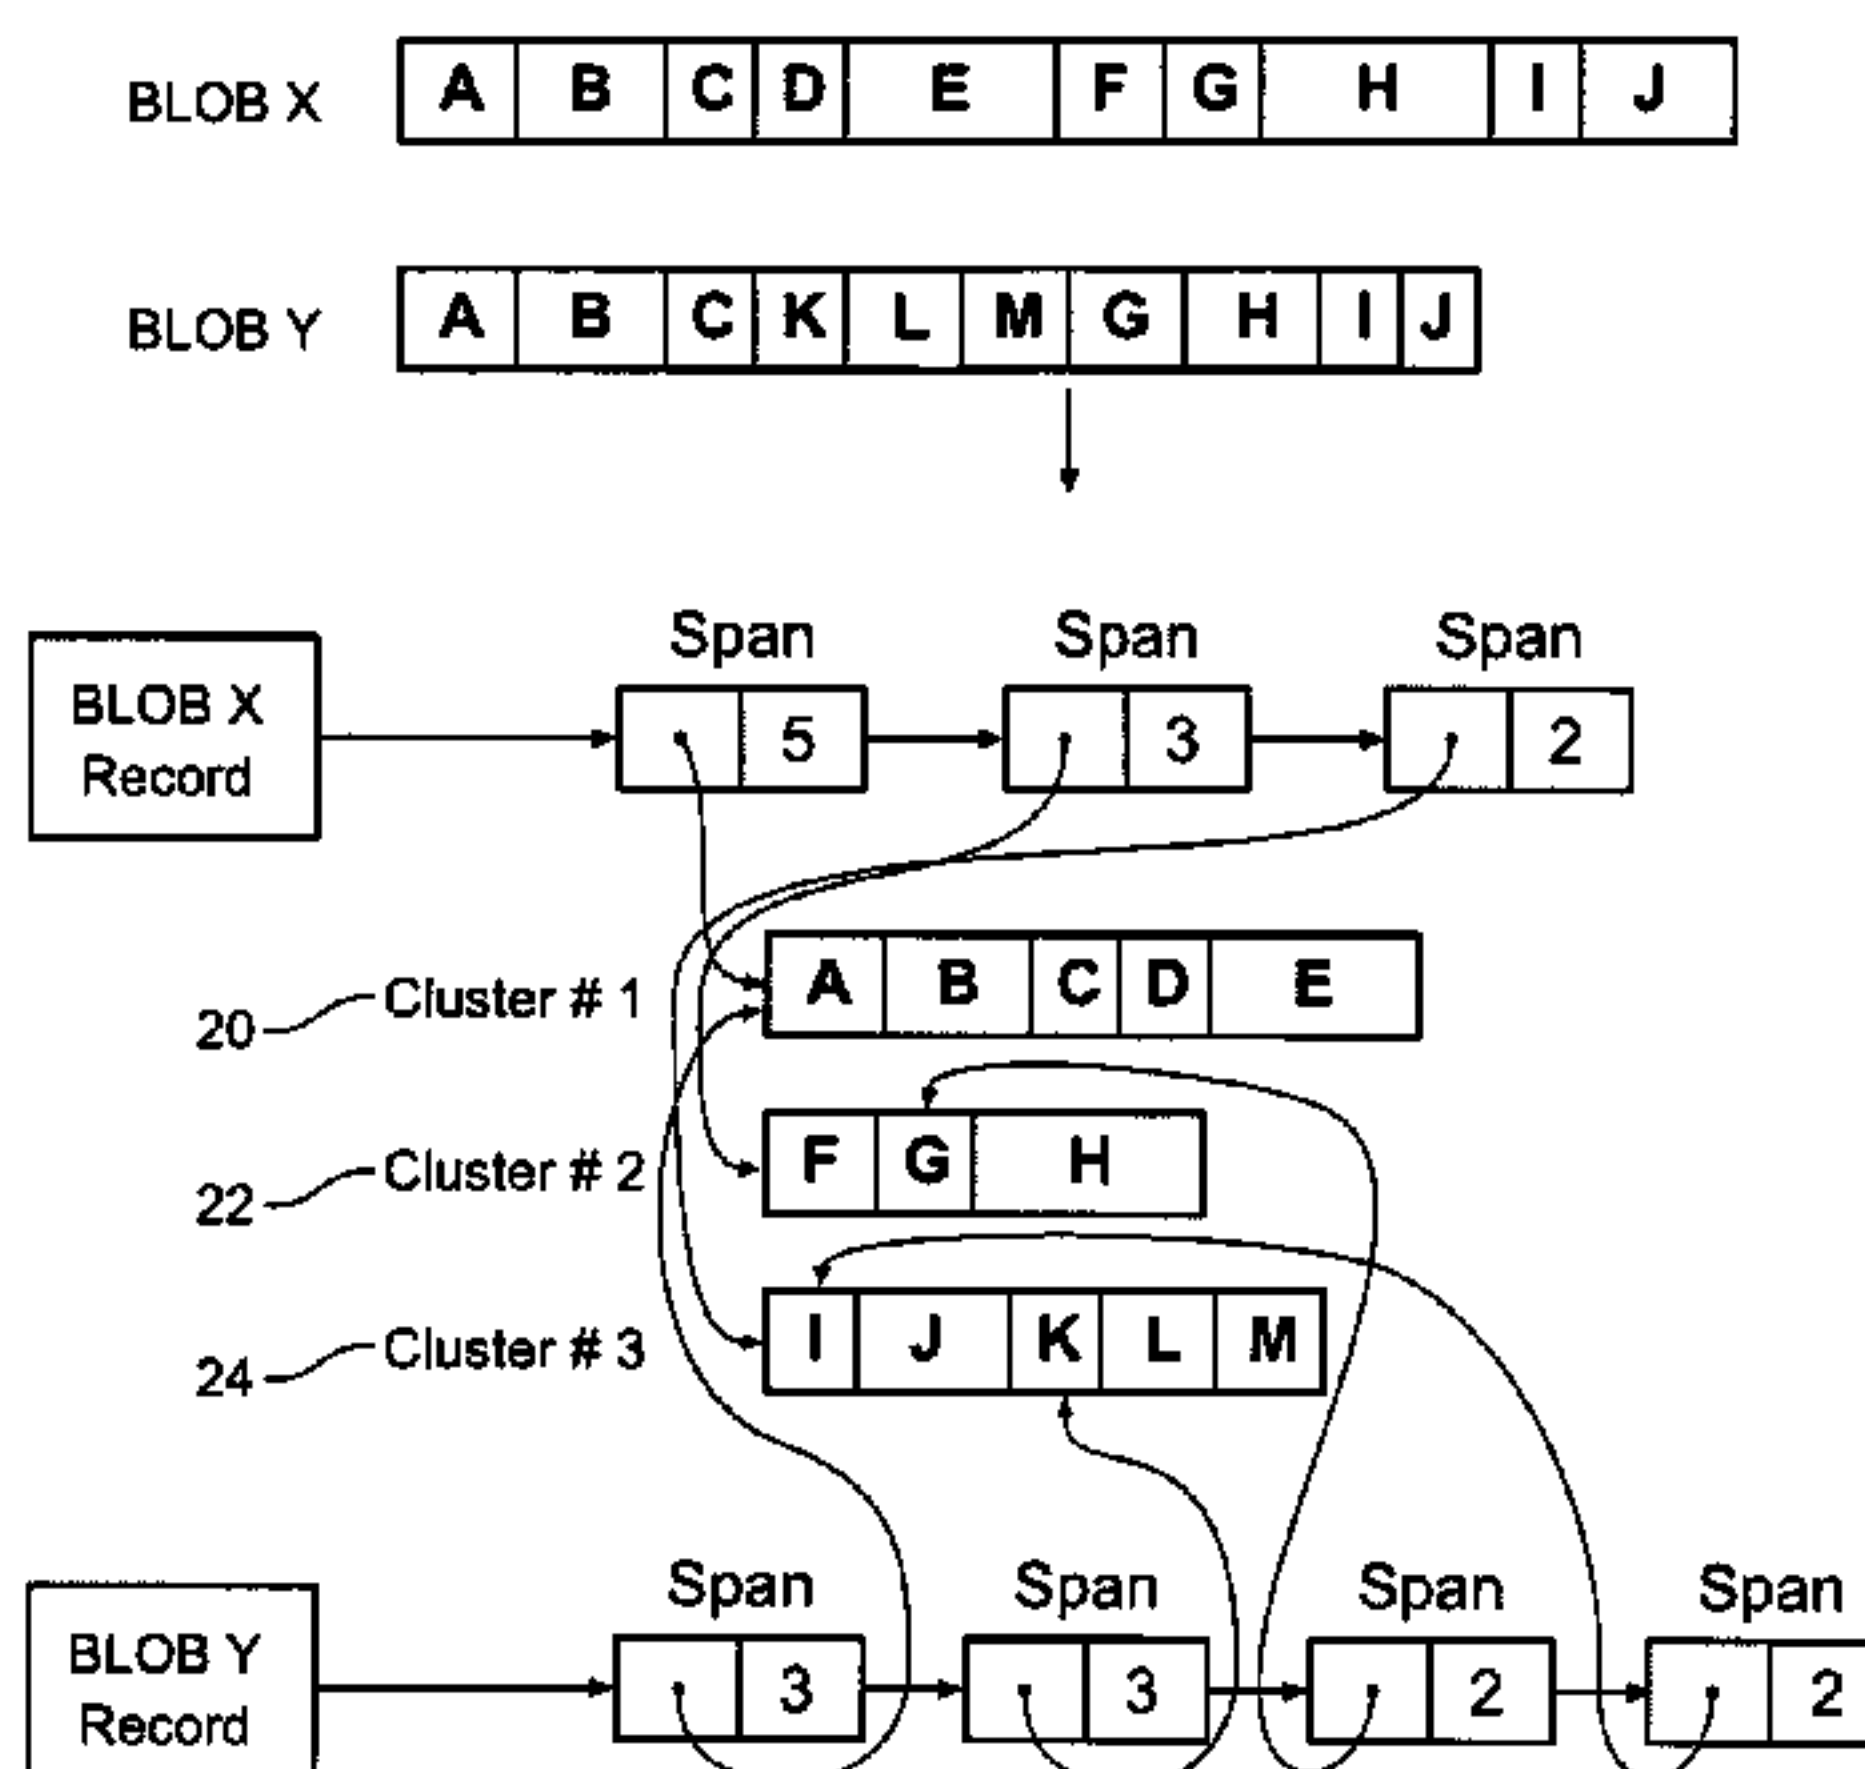 BLOB X A B C D E F G H I J
BLOB Y A B C K L M G H I J
Span Span Span
BLOB X
Record
5 3 2
20 Cluster # 1 A B C D E
22 Cluster # 2 F G H
24 Cluster # 3 I J K L M
Span Span Span Span
BLOB Y
Record
3 3 2 2